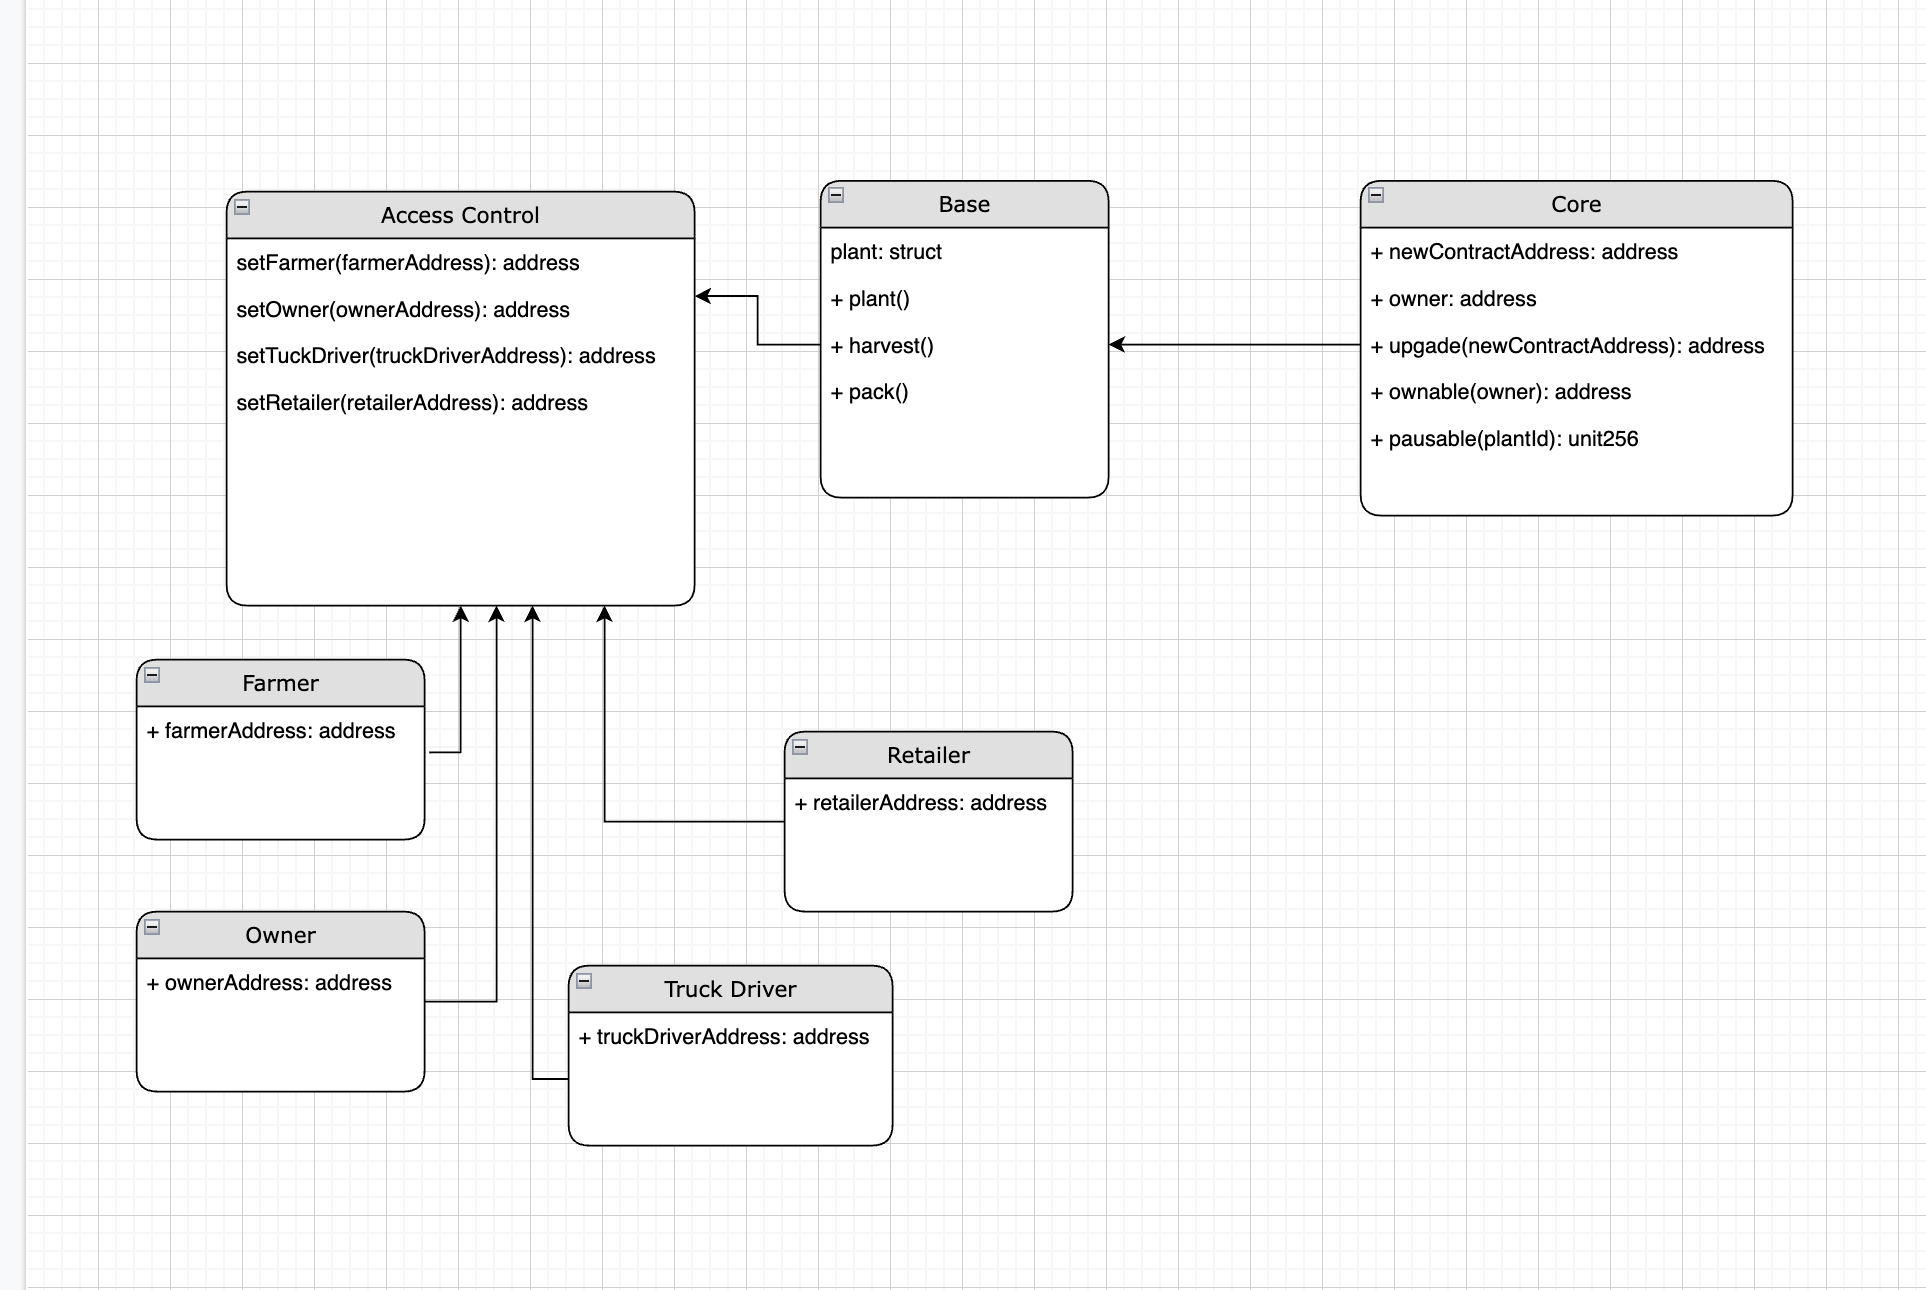 Access Control
setFarmer(farmerAddress): address
setOwner(ownerAddress): address
setTuckDriver(truckDriverAddress): address
setRetailer(retailerAddress): address
Base
plant: struct
+ plant()
+ harvest()
+ pack()
Core
+ newContractAddress: address
+ owner: address
+ upgade(newContractAddress): address
+ ownable(owner): address
+ pausable(plantId): unit256
Farmer
+ farmerAddress: address
Retailer
+ retailerAddress: address
Owner
+ ownerAddress: address
Truck Driver
+ truckDriverAddress: address